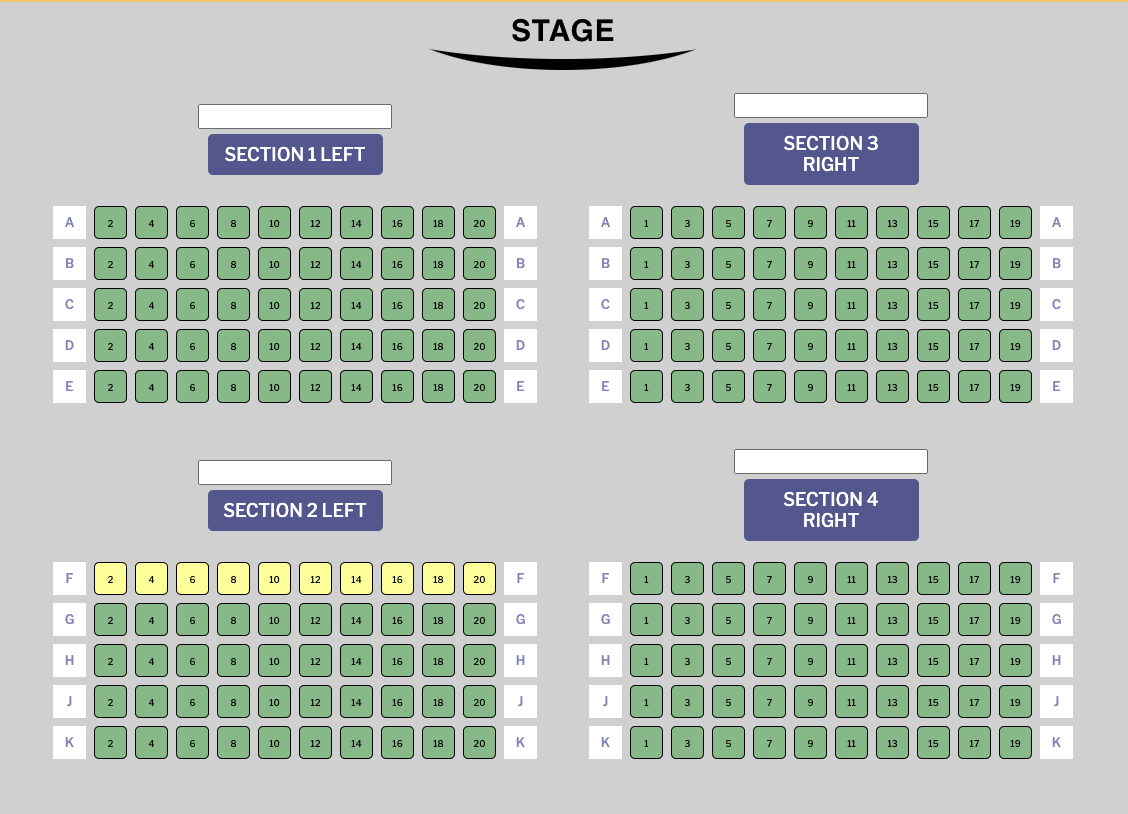 STAGE
SECTION 1 LEFT
A 2 4 6 8 10 12 14 16 18 20 A
B 2 4 6 8 10 12 14 16 18 20 B
C 2 4 6 8 10 12 14 16 18 20 C
D 2 4 6 8 10 12 14 16 18 20 D
E 2 4 6 8 10 12 14 16 18 20 E
SECTION 3
RIGHT
A 1 3 5 7 9 11 13 15 17 19 A
B 1 3 5 7 9 11 13 15 17 19 B
C 1 3 5 7 9 11 13 15 17 19 C
D 1 3 5 7 9 11 13 15 17 19 D
E 1 3 5 7 9 11 13 15 17 19 E
SECTION 2 LEFT
F 2 4 6 8 10 12 14 16 18 20 F
G 2 4 6 8 10 12 14 16 18 20 G
H 2 4 6 8 10 12 14 16 18 20 H
J 2 4 6 8 10 12 14 16 18 20 J
K 2 4 6 8 10 12 14 16 18 20 K
SECTION 4
RIGHT
F 1 3 5 7 9 11 13 15 17 19 F
G 1 3 5 7 9 11 13 15 17 19 G
H 1 3 5 7 9 11 13 15 17 19 H
J 1 3 5 7 9 11 13 15 17 19 J
K 1 3 5 7 9 11 13 15 17 19 K